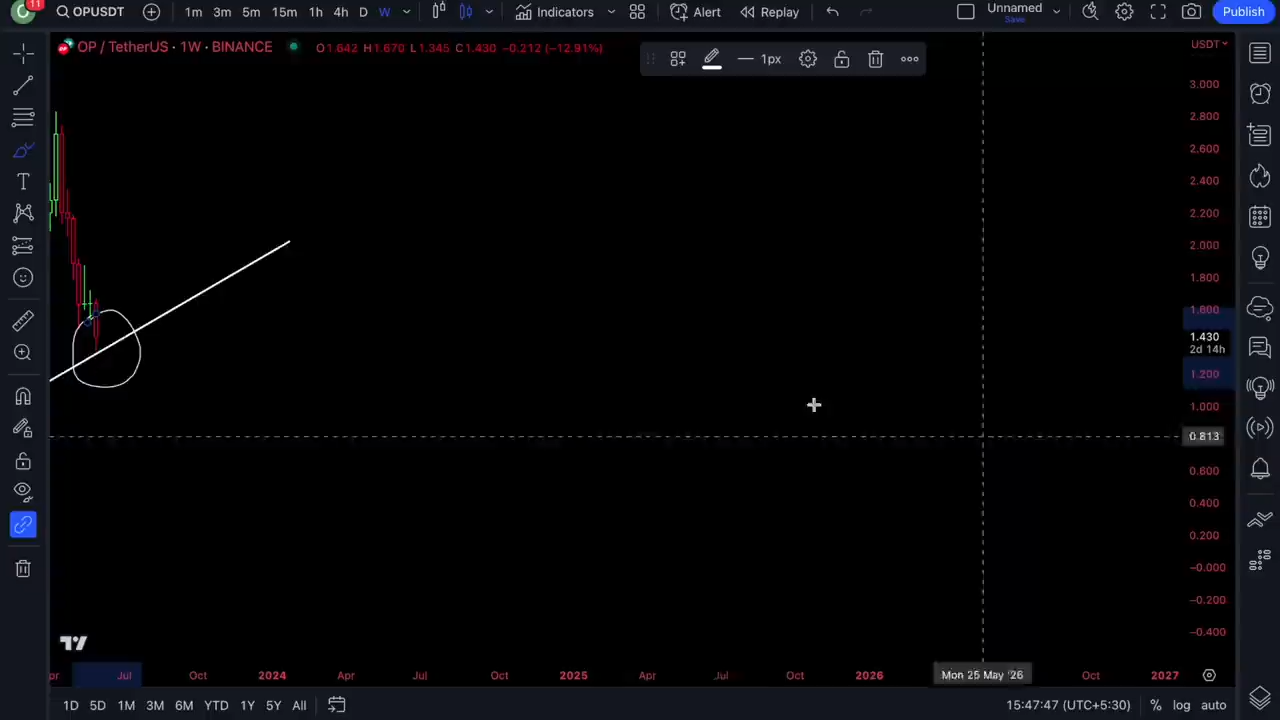 11
OPUSDT
1m 3m 5m 15m 1h 4h D W
Indicators
Alert
Replay
Unnamed
Save
Publish
OP / TetherUS · 1W · BINANCE
O1.642 H1.670 L1.345 C1.430 −0.212 (−12.91%)
1px
USDT
3.000
2.800
2.600
2.400
2.200
2.000
1.800
1.600
1.430
2d 14h
1.200
1.000
0.813
0.600
0.400
0.200
−0.000
−0.200
−0.400
Jul Oct 2024 Apr Jul Oct 2025 Apr Jul Oct 2026 Mon 25 May '26 Oct 2027
1D 5D 1M 3M 6M YTD 1Y 5Y All
15:47:47 (UTC+5:30) % log auto